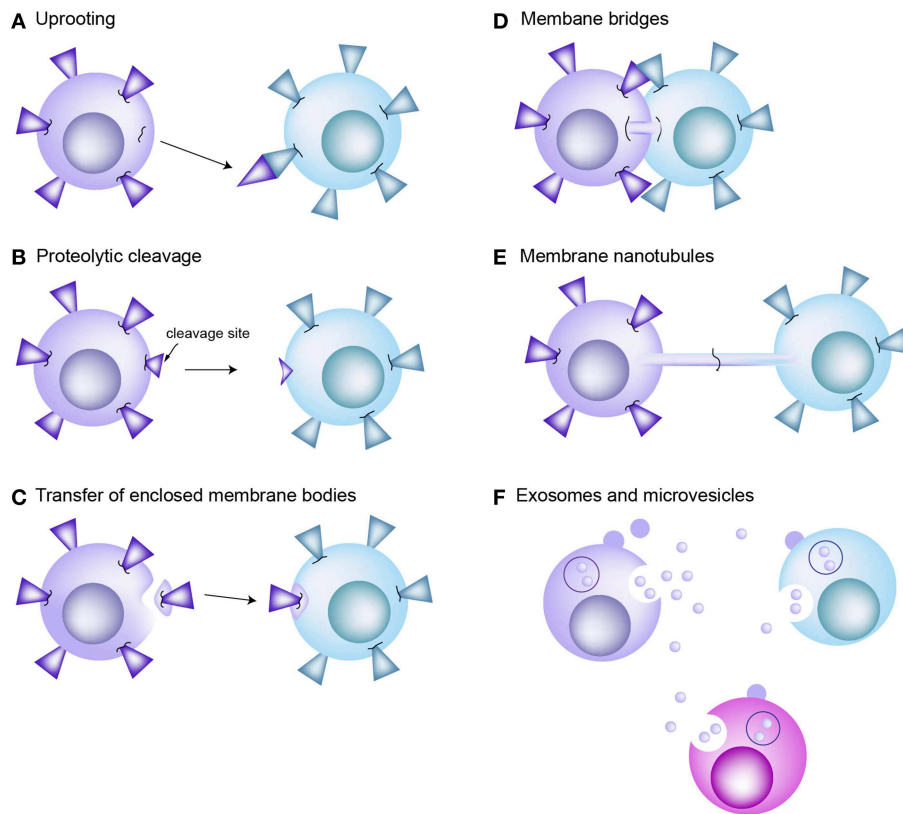 A Uprooting
B Proteolytic cleavage
cleavage site
C Transfer of enclosed membrane bodies
D Membane bridges
E Membrane nanotubules
F Exosomes and microvesicles